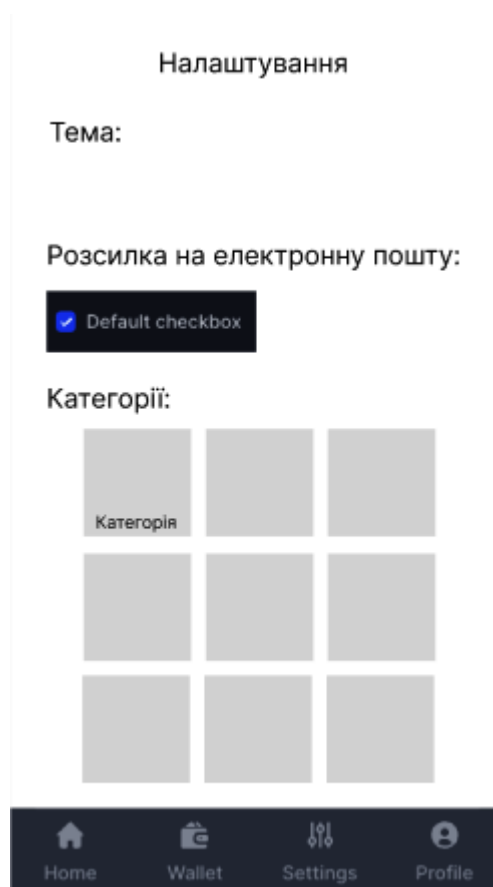 Налаштування
Тема:
Розсилка на електронну пошту:
Default checkbox
Категорії:
Категорія
Home Wallet Settings Profile